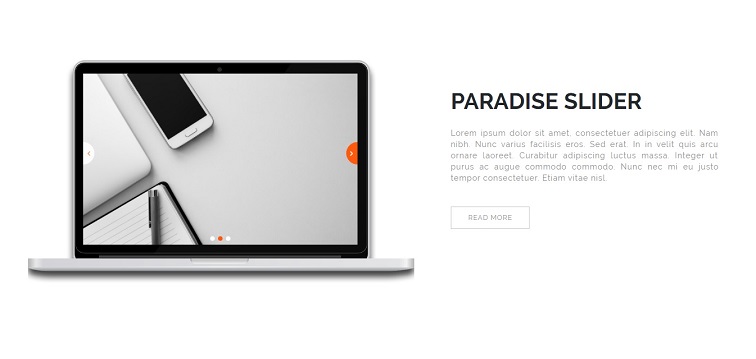 PARADISE SLIDER
Lorem ipsum dolor sit amet, consectetuer adipiscing elit. Nam
nibh. Nunc varius facilisis eros. Sed erat. In in velit quis arcu
ornare laoreet. Curabitur adipiscing luctus massa. Integer ut
purus ac augue commodo commodo. Nunc nec mi eu justo
tempor consectetuer. Etiam vitae nisl.
READ MORE